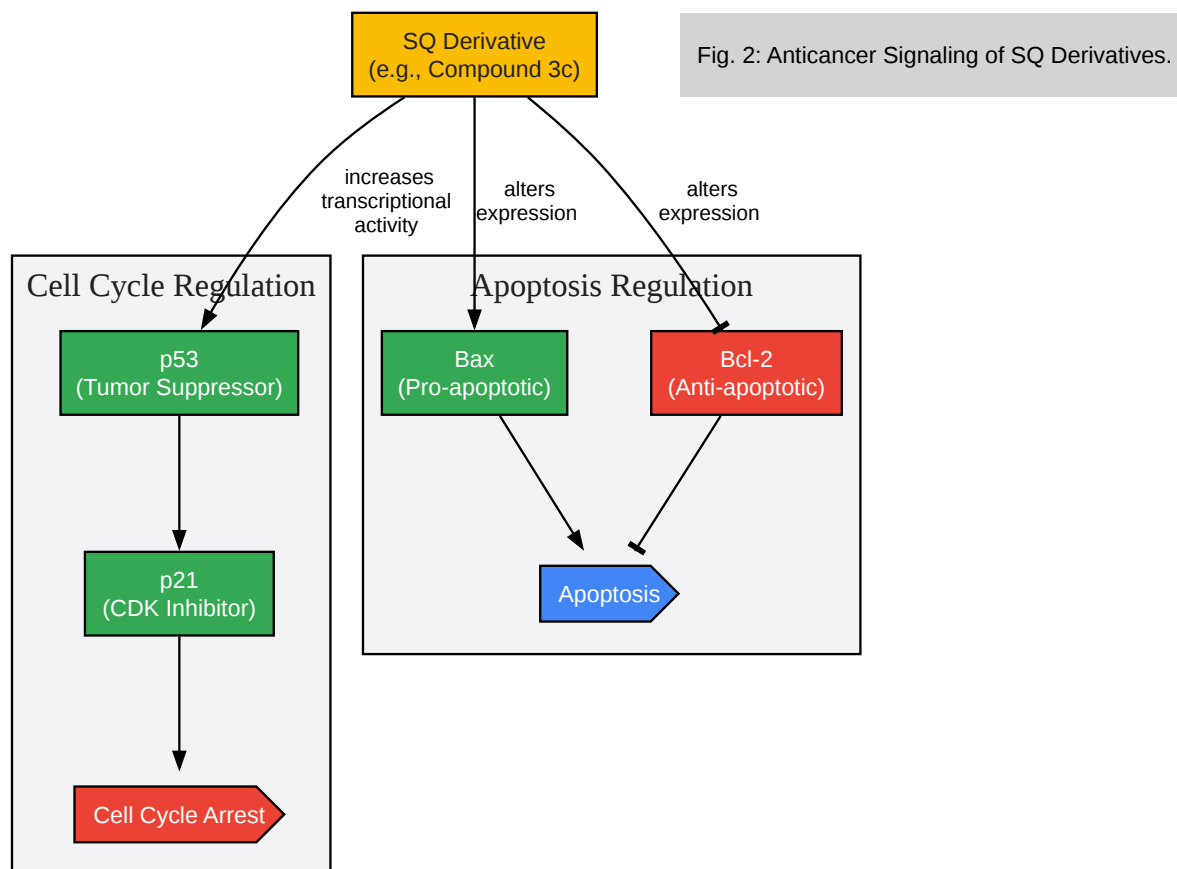 SQ Derivative
(e.g., Compound 3c)
Fig. 2: Anticancer Signaling of SQ Derivatives.
increases
transcriptional
activity
alters
expression
alters
expression
Cell Cycle Regulation
Apoptosis Regulation
p53
(Tumor Suppressor)
Bax
(Pro-apoptotic)
Bcl-2
(Anti-apoptotic)
p21
(CDK Inhibitor)
Apoptosis
Cell Cycle Arrest